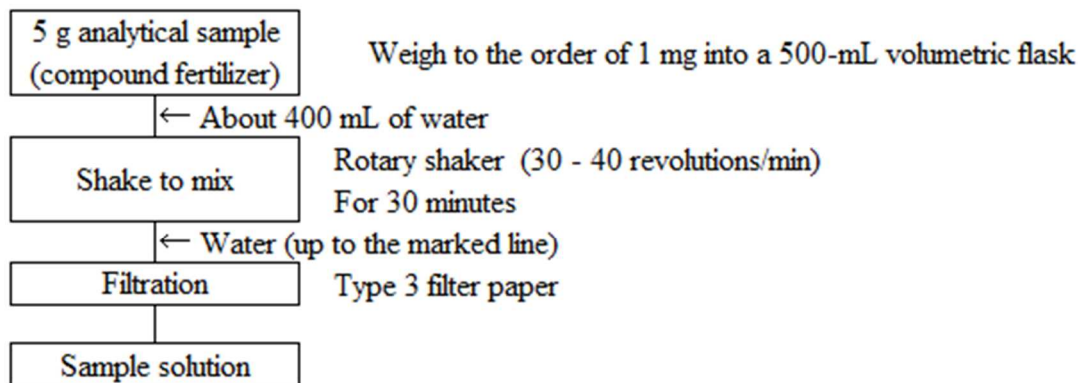 5 g analytical sample
(compound fertilizer)
Weigh to the order of 1 mg into a 500-mL volumetric flask
← About 400 mL of water
Shake to mix
Rotary shaker (30 - 40 revolutions/min)
For 30 minutes
← Water (up to the marked line)
Filtration
Type 3 filter paper
Sample solution